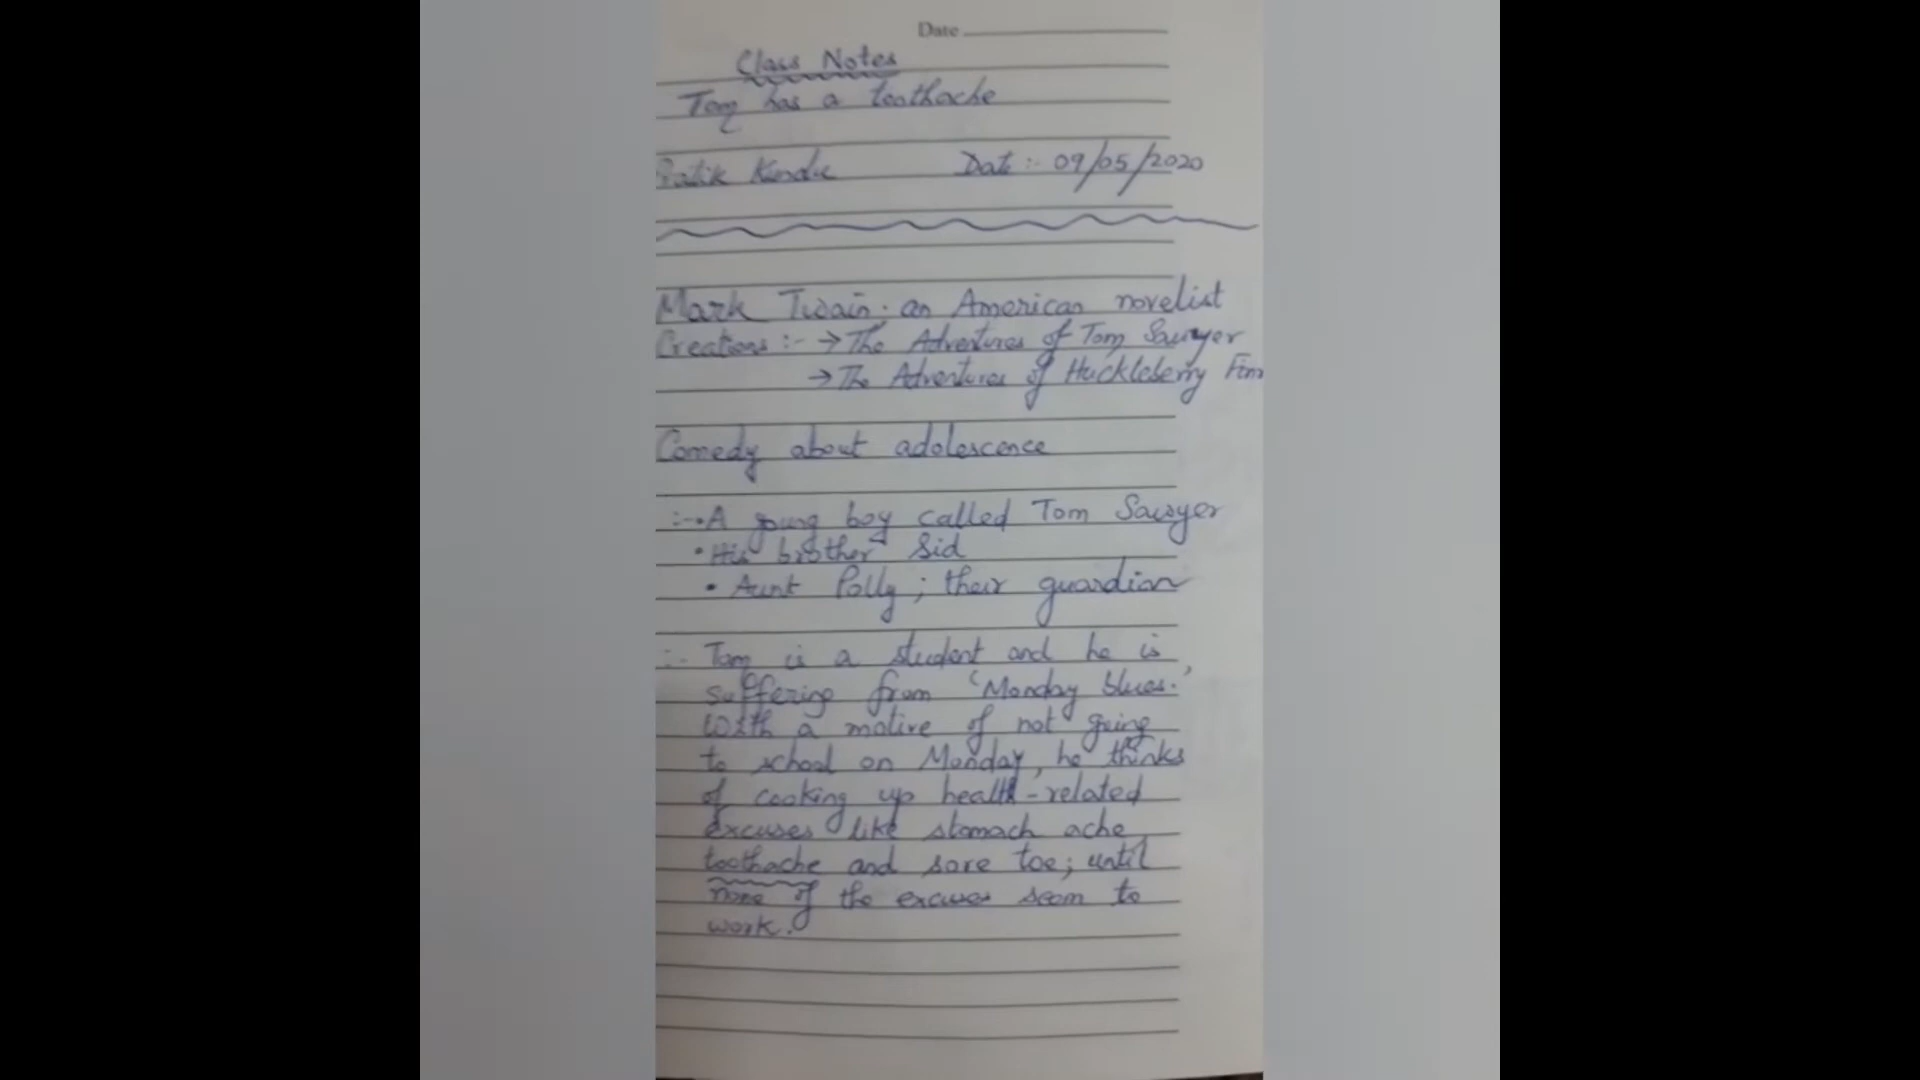 Date
Class Notes
Tom has a toothache
Date :- 09/05/2020
Mark Twain . an American novelist
Creations :- → The Adventures of Tom Sawyer
→ The Adventures of Huckleberry Finn
Comedy about adolescence
:- • A young boy called Tom Sawyer
• His brother Sid
• Aunt Polly ; their guardian
:- Tom is a student and he is
suffering from 'Monday blues.'
With a motive of not going
to school on Monday, he thinks
of cooking up health-related
excuses like stomach ache,
toothache and sore toe; until
none of the excuses seem to
work.